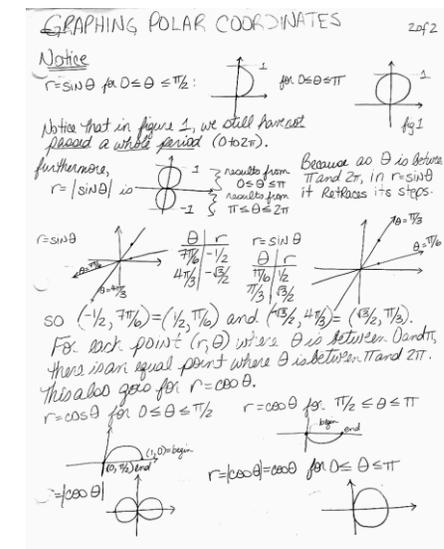 GRAPHING POLAR COORDINATES 2 of 2
Notice
r=sinθ for 0≤θ≤π/2: 1 for 0≤θ≤π 1
fig 1
Notice that in figure 1, we still have not
passed a whole period (0 to 2π).
Because as θ is between
π and 2π, in r=sinθ
it retraces its steps.
furthermore,
r=|sinθ| is
1 } results from
0≤θ≤π
-1 } results from
π≤θ≤2π
r=sinθ
θ=7π/6
θ=4π/3
θ r
7π/6 -1/2
4π/3 -√3/2
r=sinθ
θ r
π/6 1/2
π/3 √3/2
θ=π/3
θ=π/6
so (-1/2, 7π/6)=(1/2, π/6) and (-√3/2, 4π/3)=(√3/2, π/3).
For each point (r,θ) where θ is between 0 and π,
there is an equal point where θ is between π and 2π.
This also goes for r=cosθ.
r=cosθ for 0≤θ≤π/2 r=cosθ for π/2≤θ≤π
(1,0)=begin
(0,π/2) end
begin
end
r=|cosθ|=cosθ for 0≤θ≤π
=|cosθ|